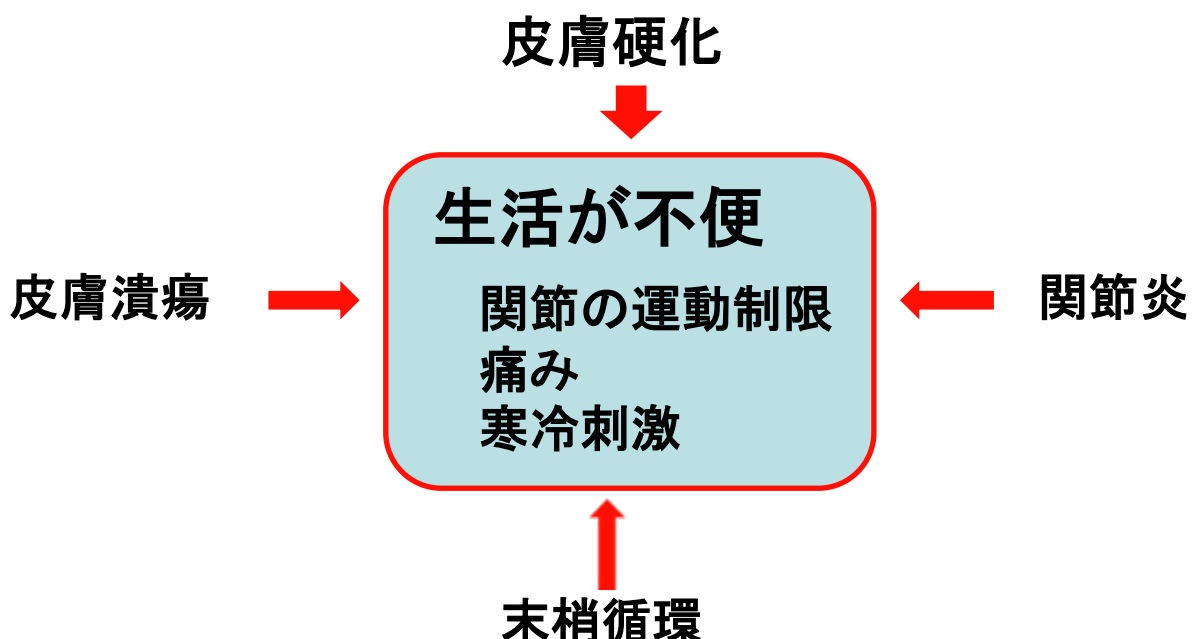 皮膚硬化
生活が不便
関節の運動制限
皮膚潰瘍
関節炎
痛み
寒冷刺激
末梢循環